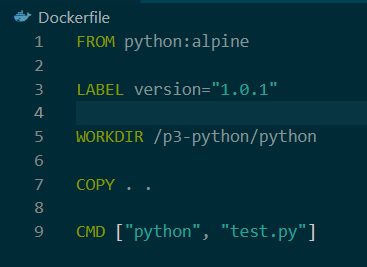 Dockerfile
1 FROM python:alpine
2
3 LABEL version="1.0.1"
4
5 WORKDIR /p3-python/python
6
7 COPY . .
8
9 CMD ["python", "test.py"]